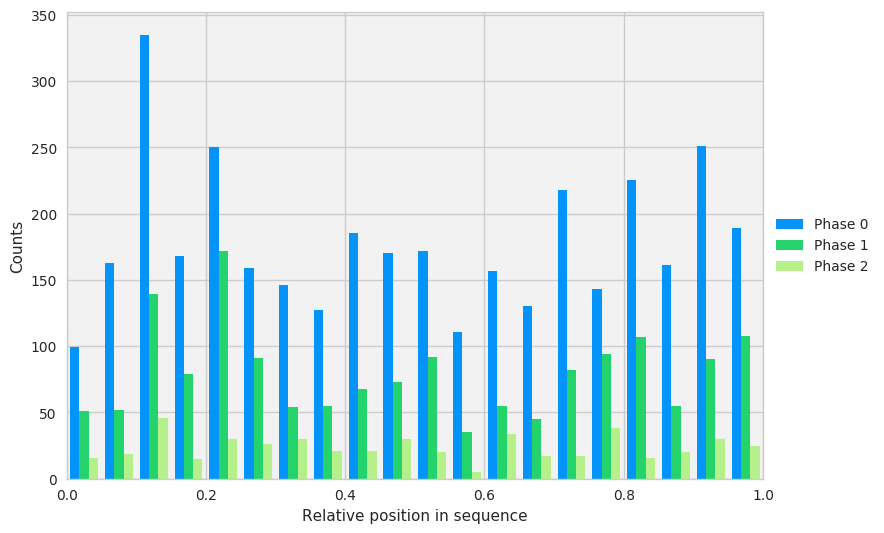 350
300
250
200
150
100
50
0
Counts
0.0 0.2 0.4 0.6 0.8 1.0
Relative position in sequence
Phase 0
Phase 1
Phase 2